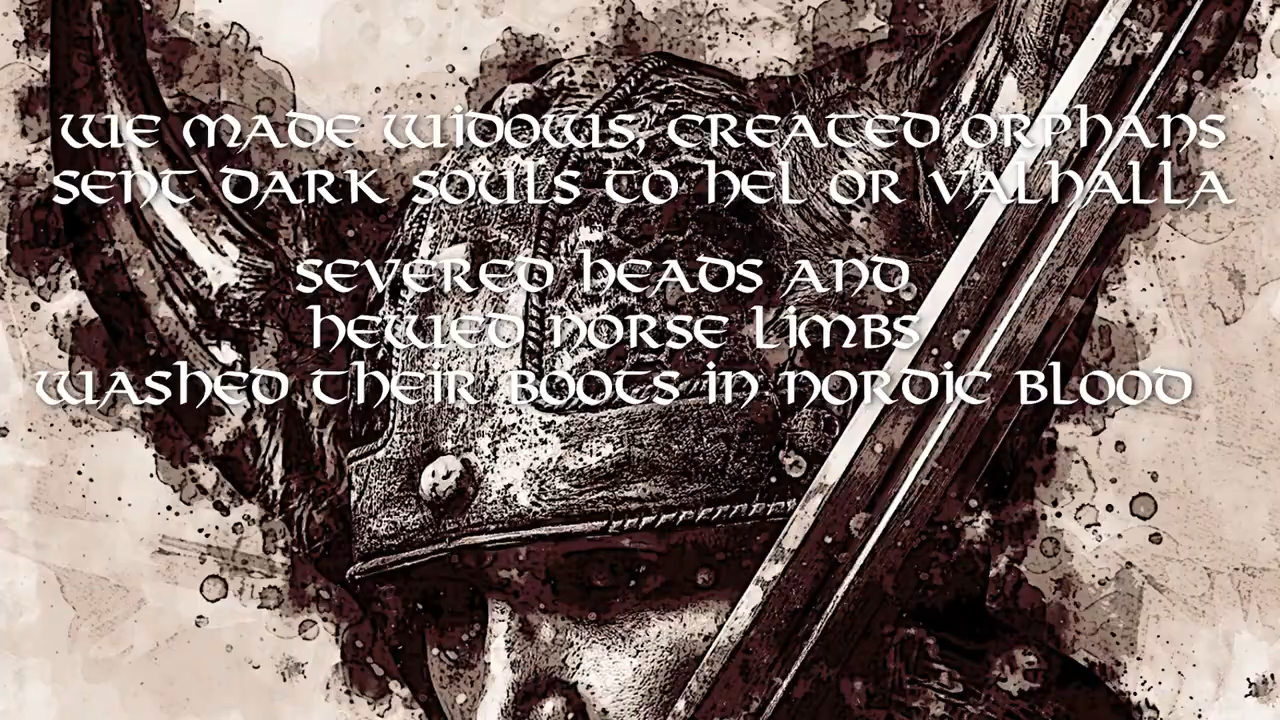 we made widows, created orphans
sent dark souls to hel or valhalla
severed heads and
hewed norse limbs
washed their boots in nordic blood